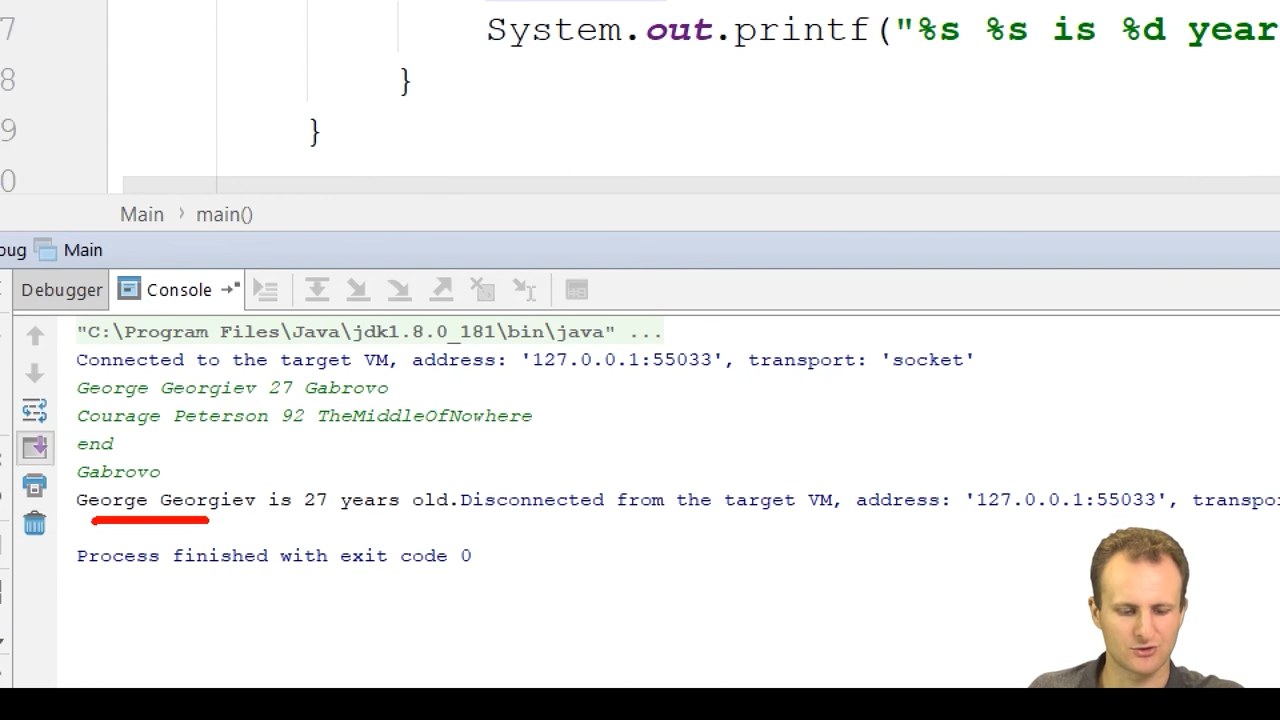 7 System.out.printf("%s %s is %d year
8 }
9 }
0
Main > main()
bug Main
Debugger Console
"C:\Program Files\Java\jdk1.8.0_181\bin\java" ...
Connected to the target VM, address: '127.0.0.1:55033', transport: 'socket'
George Georgiev 27 Gabrovo
Courage Peterson 92 TheMiddleOfNowhere
end
Gabrovo
George Georgiev is 27 years old.Disconnected from the target VM, address: '127.0.0.1:55033', transpor
Process finished with exit code 0